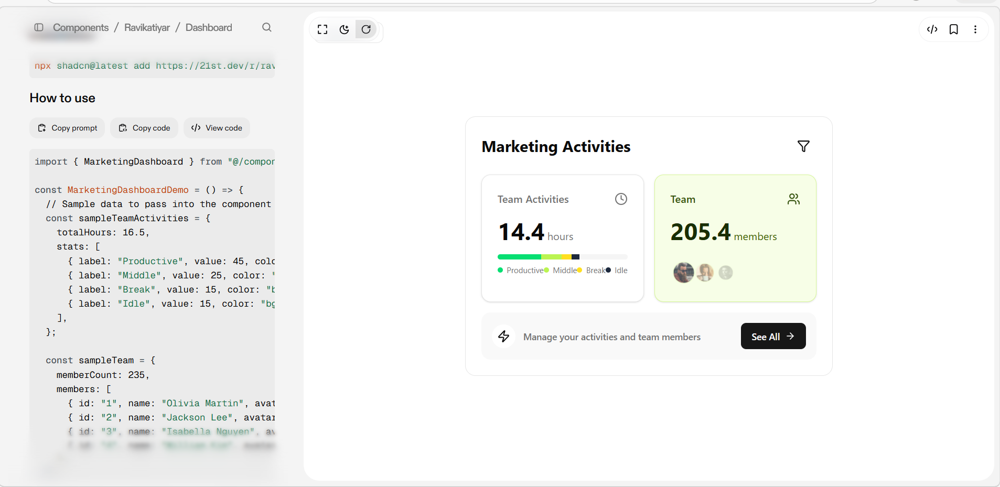 Components / Ravikatiyar / Dashboard
npx shadcn@latest add https://21st.dev/r/rav
How to use
Copy prompt
Copy code
View code
import { MarketingDashboard } from "@/compon
const MarketingDashboardDemo = () => {
// Sample data to pass into the component
const sampleTeamActivities = {
totalHours: 16.5,
stats: [
{ label: "Productive", value: 45, colo
{ label: "Middle", value: 25, color: "
{ label: "Break", value: 15, color: "b
{ label: "Idle", value: 15, color: "bg
],
};
const sampleTeam = {
memberCount: 235,
members: [
{ id: "1", name: "Olivia Martin", avat
{ id: "2", name: "Jackson Lee", avatar
{ id: "3", name: "Isabella Nguyen", av
Marketing Activities
Team Activities
14.4 hours
Productive Middle Break Idle
Team
205.4 members
Manage your activities and team members
See All